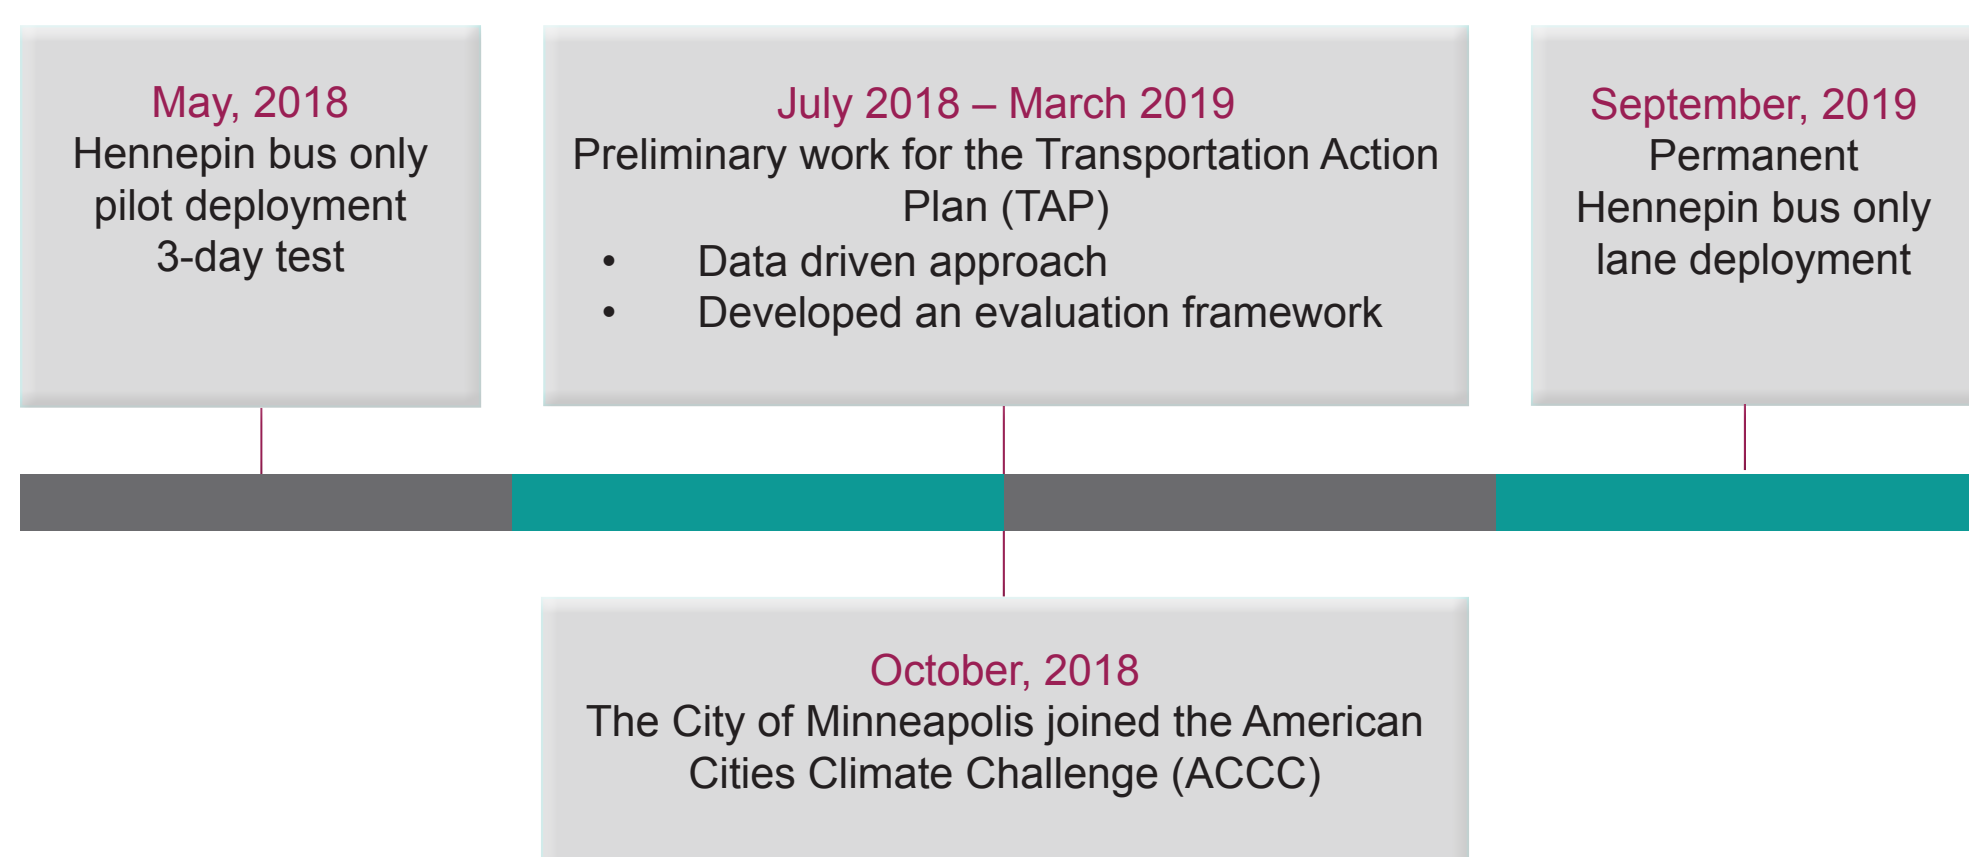 May, 2018
Hennepin bus only
pilot deployment
3-day test
July 2018 – March 2019
Preliminary work for the Transportation Action
Plan (TAP)
• Data driven approach
• Developed an evaluation framework
September, 2019
Permanent
Hennepin bus only
lane deployment
October, 2018
The City of Minneapolis joined the American
Cities Climate Challenge (ACCC)